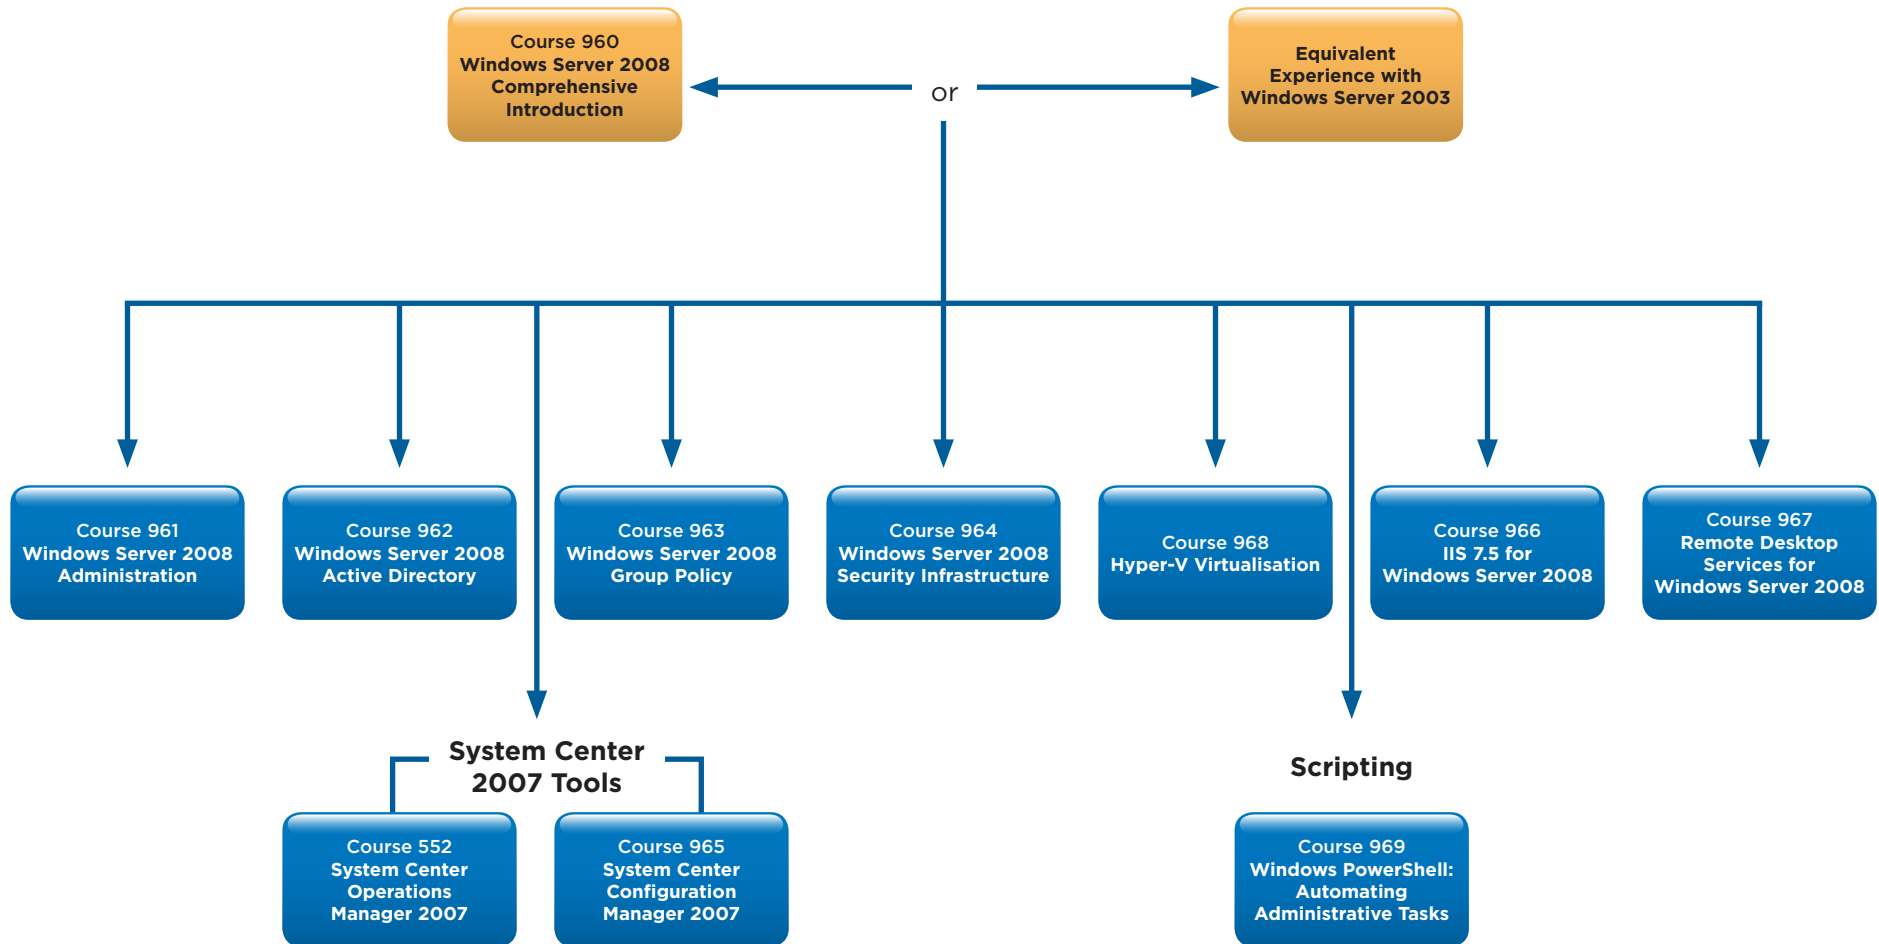 Course 960
Windows Server 2008
Comprehensive
Introduction
or
Equivalent
Experience with
Windows Server 2003
Course 961
Windows Server 2008
Administration
Course 962
Windows Server 2008
Active Directory
Course 963
Windows Server 2008
Group Policy
Course 964
Windows Server 2008
Security Infrastructure
Course 968
Hyper-V Virtualisation
Course 966
IIS 7.5 for
Windows Server 2008
Course 967
Remote Desktop
Services for
Windows Server 2008
System Center
2007 Tools
Scripting
Course 552
System Center
Operations
Manager 2007
Course 965
System Center
Configuration
Manager 2007
Course 969
Windows PowerShell:
Automating
Administrative Tasks